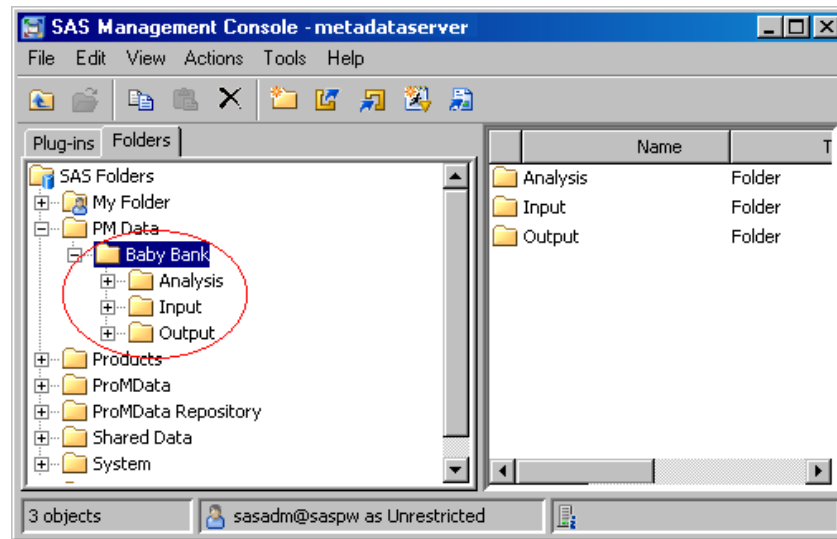 SAS Management Console - metadataserver
File Edit View Actions Tools Help
Plug-ins Folders
SAS Folders
My Folder
PM Data
Baby Bank
Analysis
Input
Output
Products
ProMData
ProMData Repository
Shared Data
System
Name T
Analysis Folder
Input Folder
Output Folder
3 objects sasadm@saspw as Unrestricted